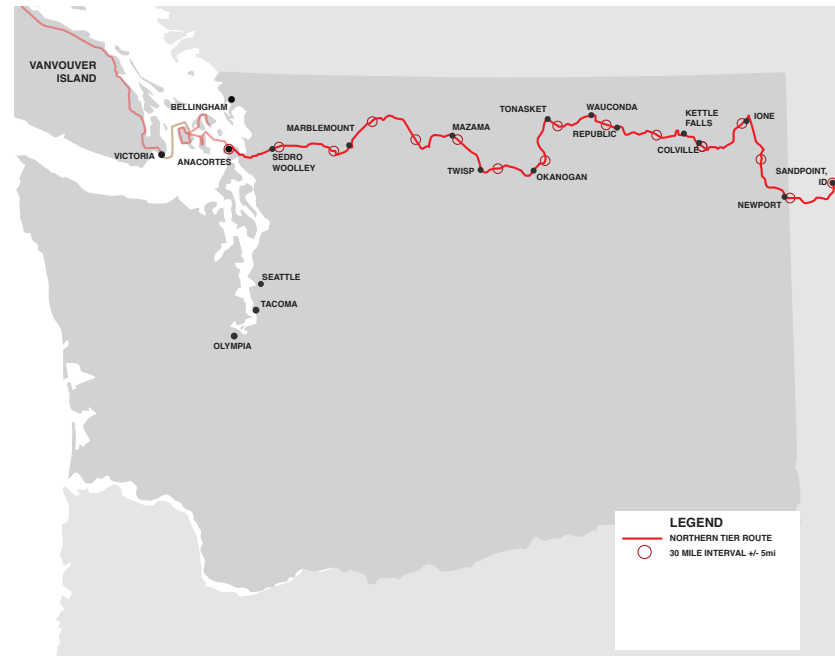 VANVOUVER
ISLAND
BELLINGHAM
VICTORIA
ANACORTES
SEDRO
WOOLLEY
MARBLEMOUNT
MAZAMA
TWISP
TONASKET
OKANOGAN
WAUCONDA
REPUBLIC
KETTLE
FALLS
COLVILLE
IONE
SANDPOINT,
ID
NEWPORT
SEATTLE
TACOMA
OLYMPIA
LEGEND
NORTHERN TIER ROUTE
30 MILE INTERVAL +/- 5mi